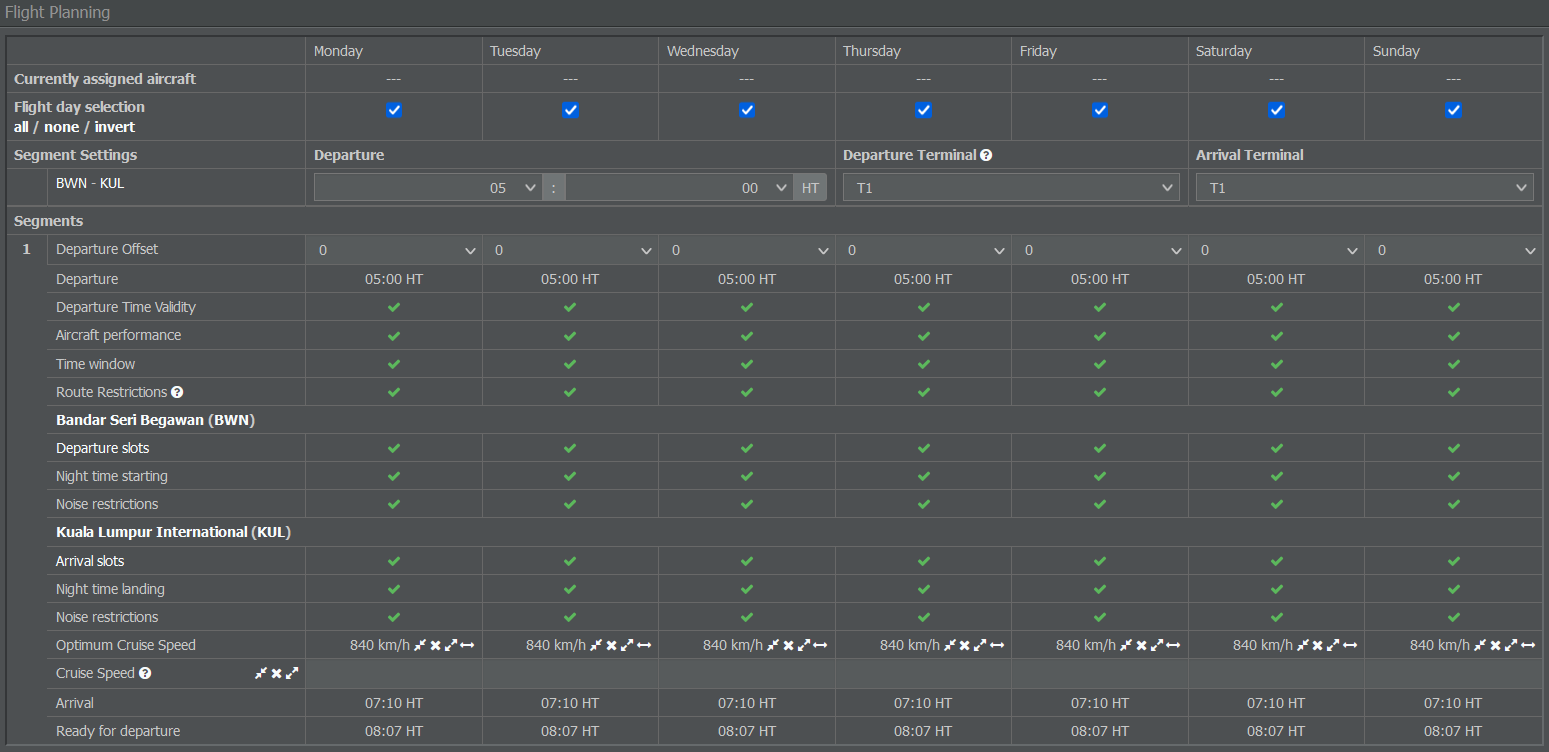 Flight Planning
Monday Tuesday Wednesday Thursday Friday Saturday Sunday
Currently assigned aircraft --- --- --- --- --- --- ---
Flight day selection
all / none / invert
Segment Settings Departure Departure Terminal ? Arrival Terminal
BWN - KUL 05 : 00 HT T1 T1
Segments
1 Departure Offset 0 0 0 0 0 0 0
Departure 05:00 HT 05:00 HT 05:00 HT 05:00 HT 05:00 HT 05:00 HT 05:00 HT
Departure Time Validity
Aircraft performance
Time window
Route Restrictions ?
Bandar Seri Begawan (BWN)
Departure slots
Night time starting
Noise restrictions
Kuala Lumpur International (KUL)
Arrival slots
Night time landing
Noise restrictions
Optimum Cruise Speed 840 km/h 840 km/h 840 km/h 840 km/h 840 km/h 840 km/h 840 km/h
Cruise Speed ?
Arrival 07:10 HT 07:10 HT 07:10 HT 07:10 HT 07:10 HT 07:10 HT 07:10 HT
Ready for departure 08:07 HT 08:07 HT 08:07 HT 08:07 HT 08:07 HT 08:07 HT 08:07 HT